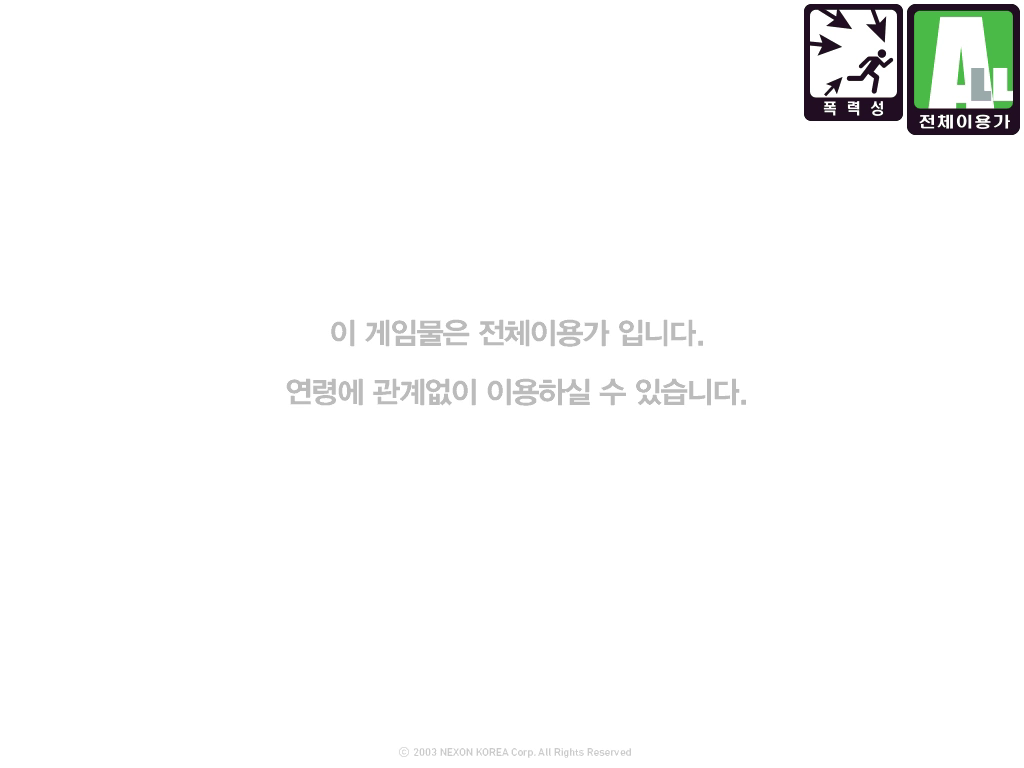 폭력성
ALL
전체이용가
이 게임물은 전체이용가 입니다.
연령에 관계없이 이용하실 수 있습니다.
ⓒ 2003 NEXON KOREA Corp. All Rights Reserved